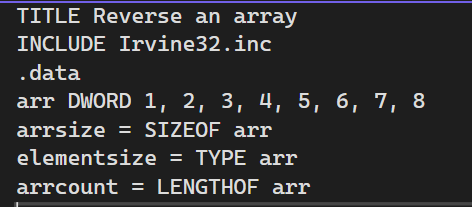 TITLE Reverse an array
INCLUDE Irvine32.inc
.data
arr DWORD 1, 2, 3, 4, 5, 6, 7, 8
arrsize = SIZEOF arr
elementsize = TYPE arr
arrcount = LENGTHOF arr